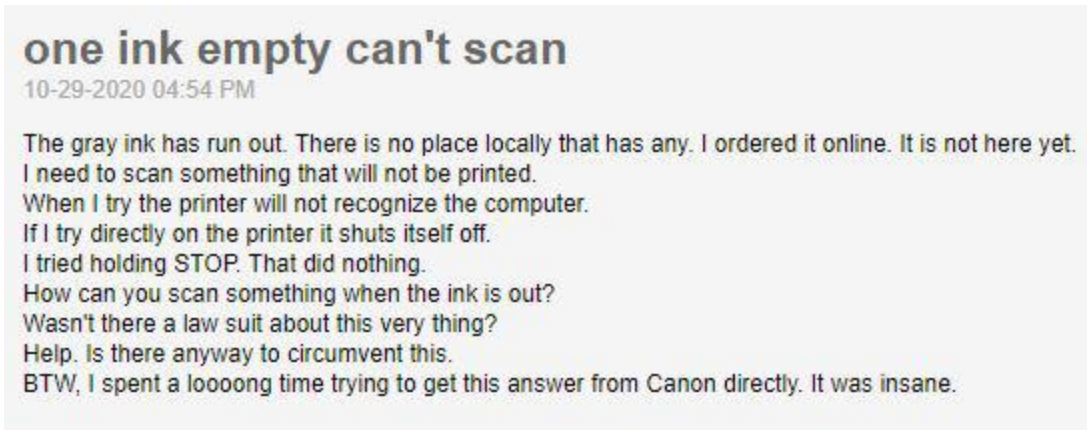 one ink empty can't scan
10-29-2020 04:54 PM
The gray ink has run out. There is no place locally that has any. I ordered it online. It is not here yet.
I need to scan something that will not be printed.
When I try the printer will not recognize the computer.
If I try directly on the printer it shuts itself off.
I tried holding STOP. That did nothing.
How can you scan something when the ink is out?
Wasn't there a law suit about this very thing?
Help. Is there anyway to circumvent this.
BTW, I spent a loooong time trying to get this answer from Canon directly. It was insane.